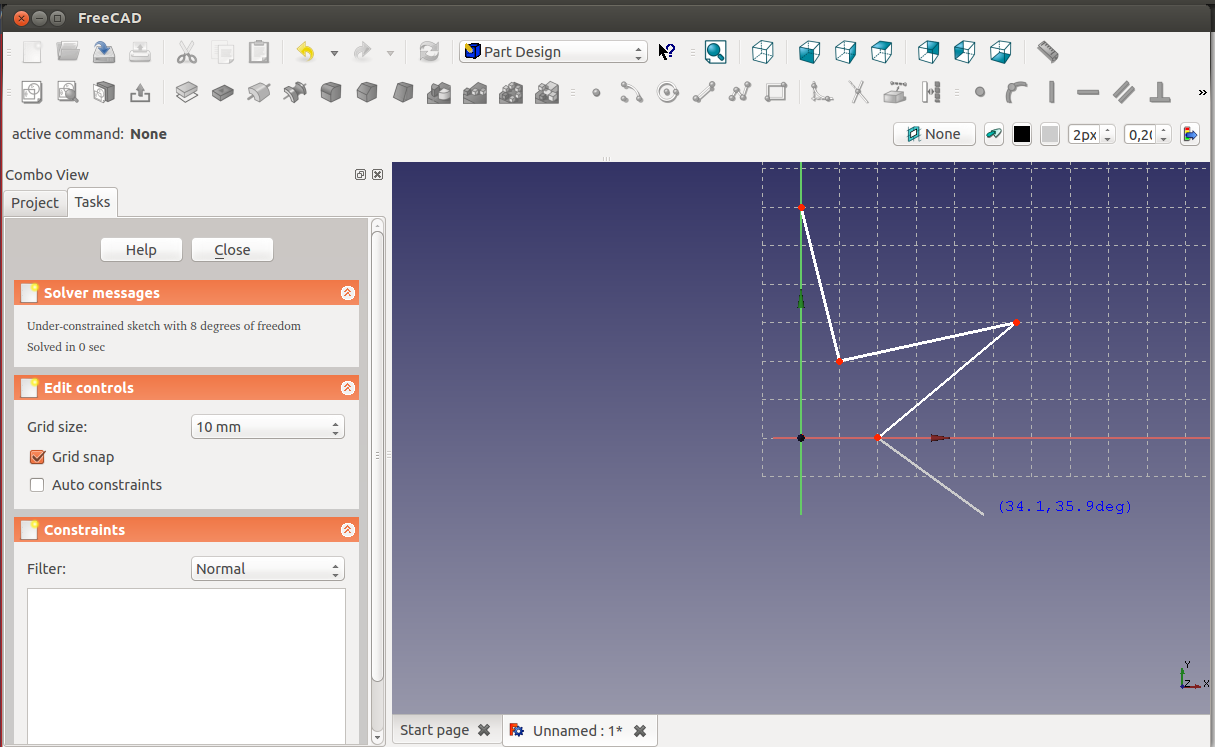 FreeCAD
Part Design
active command: None
None
2px
0,20
Combo View
Project
Tasks
Help
Close
Solver messages
Under-constrained sketch with 8 degrees of freedom
Solved in 0 sec
Edit controls
Grid size:
10 mm
Grid snap
Auto constraints
Constraints
Filter:
Normal
(34.1,35.9deg)
Y
Z
X
Start page
Unnamed : 1*